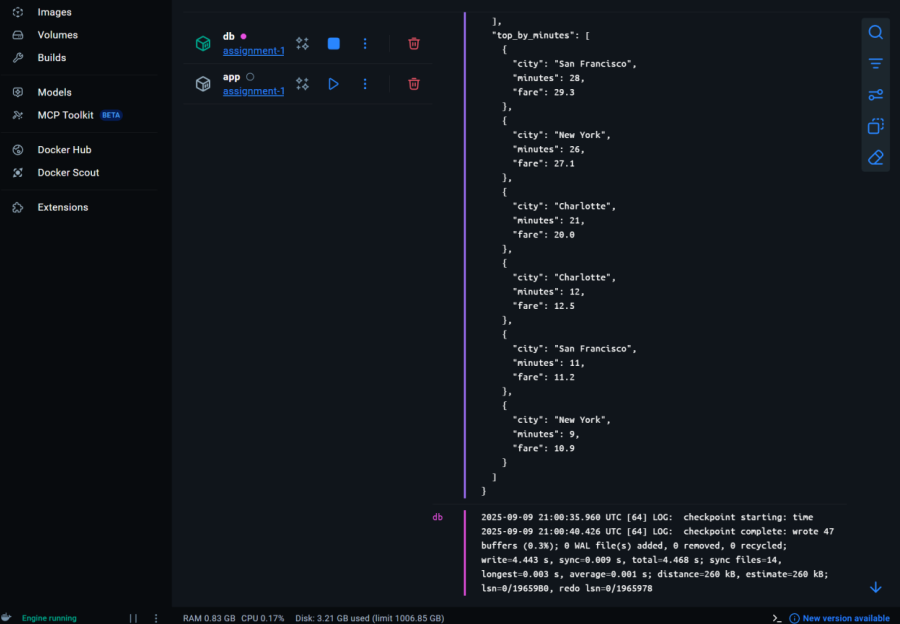 Images
Volumes
Builds
Models
MCP Toolkit BETA
Docker Hub
Docker Scout
Extensions
db
assignment-1
app
assignment-1
],
"top_by_minutes": [
{
"city": "San Francisco",
"minutes": 28,
"fare": 29.3
},
{
"city": "New York",
"minutes": 26,
"fare": 27.1
},
{
"city": "Charlotte",
"minutes": 21,
"fare": 20.0
},
{
"city": "Charlotte",
"minutes": 12,
"fare": 12.5
},
{
"city": "San Francisco",
"minutes": 11,
"fare": 11.2
},
{
"city": "New York",
"minutes": 9,
"fare": 10.9
}
]
}
db
2025-09-09 21:00:35.960 UTC [64] LOG:  checkpoint starting: time
2025-09-09 21:00:40.426 UTC [64] LOG:  checkpoint complete: wrote 47
buffers (0.3%); 0 WAL file(s) added, 0 removed, 0 recycled;
write=4.443 s, sync=0.009 s, total=4.468 s; sync files=14,
longest=0.003 s, average=0.001 s; distance=260 kB, estimate=260 kB;
lsn=0/1965980, redo lsn=0/1965978
Engine running
RAM 0.83 GB CPU 0.17% Disk: 3.21 GB used (limit 1006.85 GB)
New version available